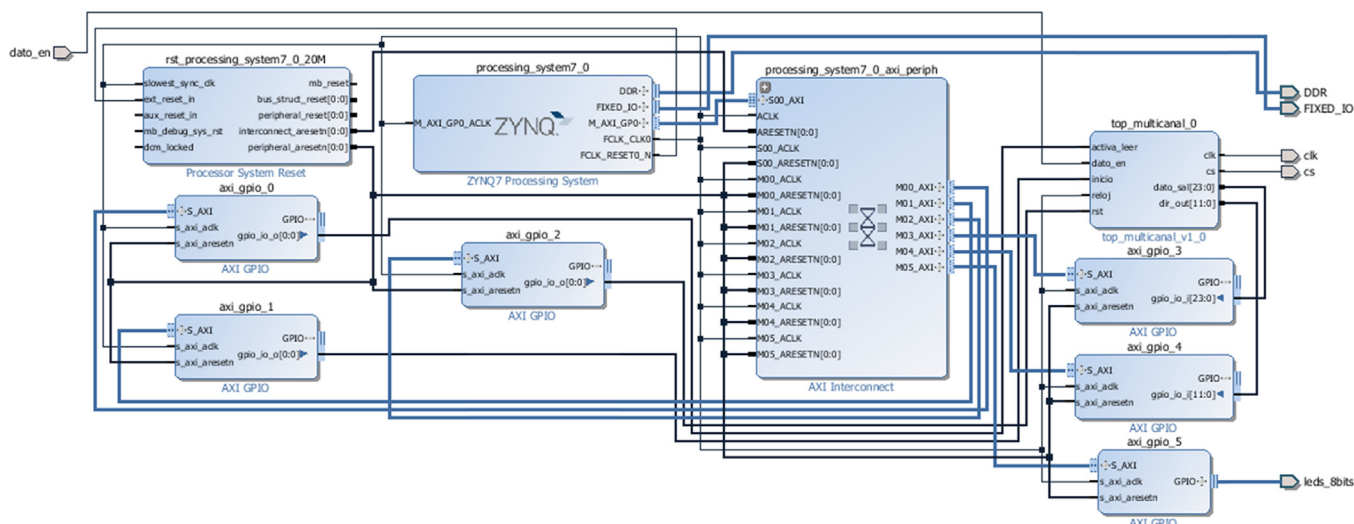 dato_en
rst_processing_system7_0_20M
slowest_sync_clk
ext_reset_in
aux_reset_in
mb_debug_sys_rst
dcm_locked
mb_reset
bus_struct_reset[0:0]
peripheral_reset[0:0]
interconnect_aresetn[0:0]
peripheral_aresetn[0:0]
Processor System Reset
processing_system7_0
M_AXI_GP0_ACLK
ZYNQ
DDR
FIXED_IO
M_AXI_GP0
FCLK_CLK0
FCLK_RESET0_N
ZYNQ7 Processing System
processing_system7_0_axi_periph
S00_AXI
ACLK
ARESETN[0:0]
S00_ACLK
S00_ARESETN[0:0]
M00_ACLK
M00_ARESETN[0:0]
M01_ACLK
M01_ARESETN[0:0]
M02_ACLK
M02_ARESETN[0:0]
M03_ACLK
M03_ARESETN[0:0]
M04_ACLK
M04_ARESETN[0:0]
M05_ACLK
M05_ARESETN[0:0]
M00_AXI
M01_AXI
M02_AXI
M03_AXI
M04_AXI
M05_AXI
AXI Interconnect
DDR
FIXED_IO
top_multicanal_0
activa_leer
dato_en
inicio
reloj
rst
clk
cs
dato_sal[23:0]
dir_out[11:0]
top_multicanal_v1_0
clk
cs
axi_gpio_0
S_AXI
s_axi_aclk
s_axi_aresetn
GPIO
gpio_io_o[0:0]
AXI GPIO
axi_gpio_2
S_AXI
s_axi_aclk
s_axi_aresetn
GPIO
gpio_io_o[0:0]
AXI GPIO
axi_gpio_1
S_AXI
s_axi_aclk
s_axi_aresetn
GPIO
gpio_io_o[0:0]
AXI GPIO
axi_gpio_3
S_AXI
s_axi_aclk
s_axi_aresetn
GPIO
gpio_io_i[23:0]
AXI GPIO
axi_gpio_4
S_AXI
s_axi_aclk
s_axi_aresetn
GPIO
gpio_io_i[11:0]
AXI GPIO
axi_gpio_5
S_AXI
s_axi_aclk
s_axi_aresetn
GPIO
AXI GPIO
leds_8bits